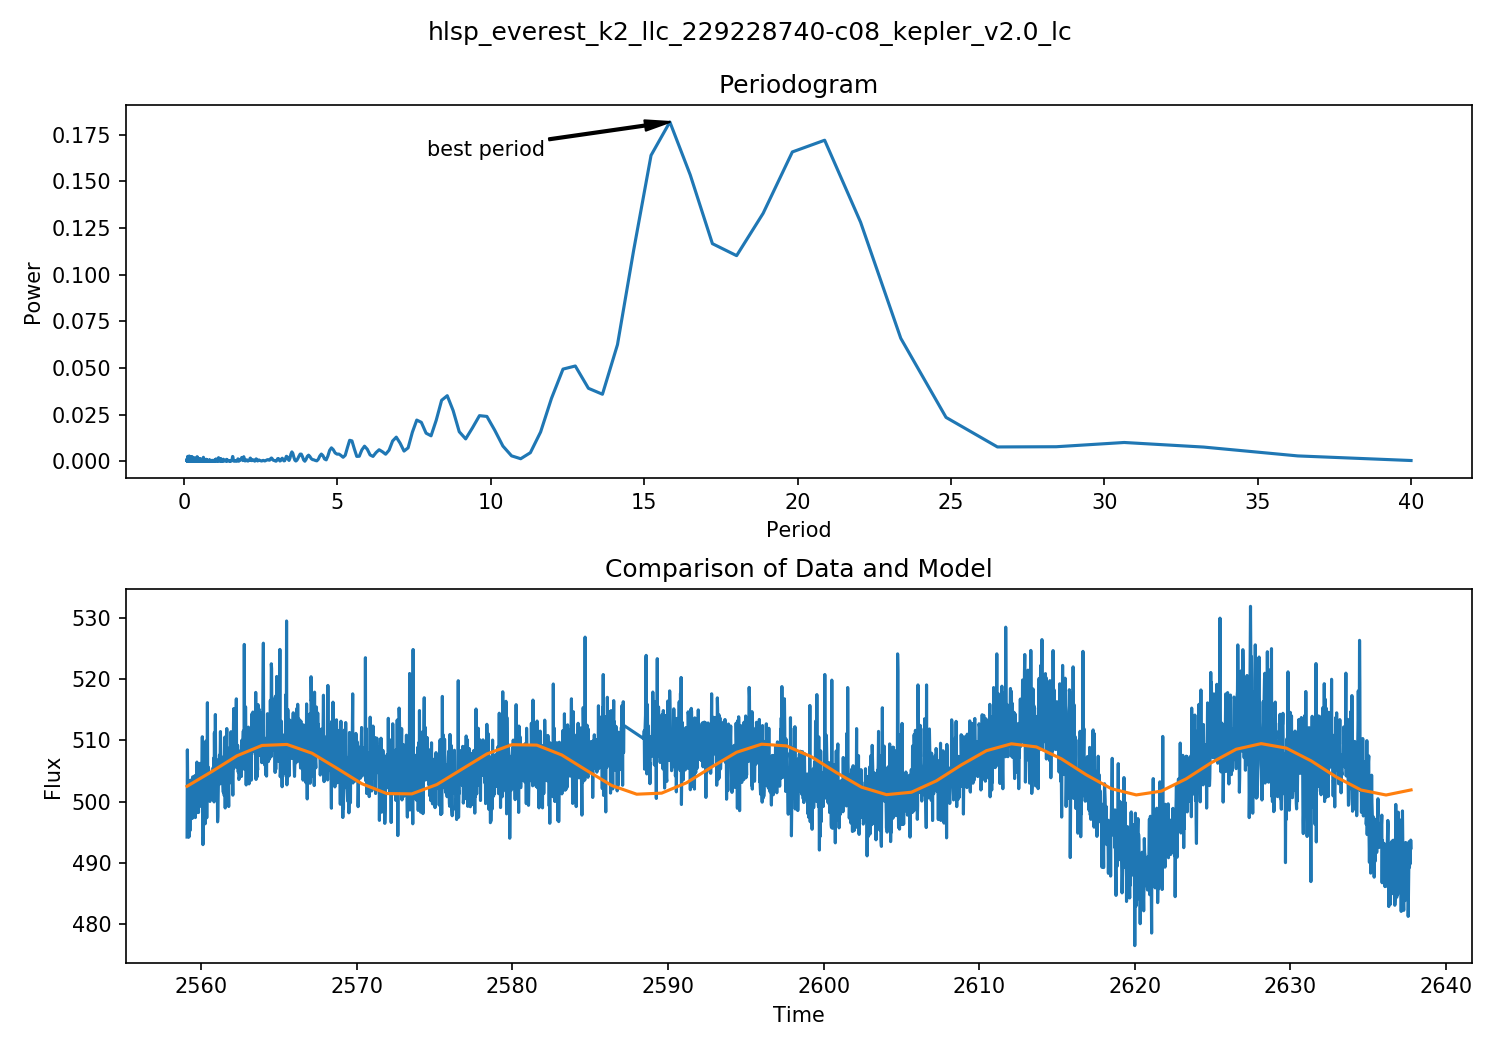 hlsp_everest_k2_llc_229228740-c08_kepler_v2.0_lc
Periodogram
0.175
0.150
0.125
0.100
0.075
0.050
0.025
0.000
Power
best period
0 5 10 15 20 25 30 35 40
Period
Comparison of Data and Model
530
520
510
500
490
480
Flux
2560 2570 2580 2590 2600 2610 2620 2630 2640
Time